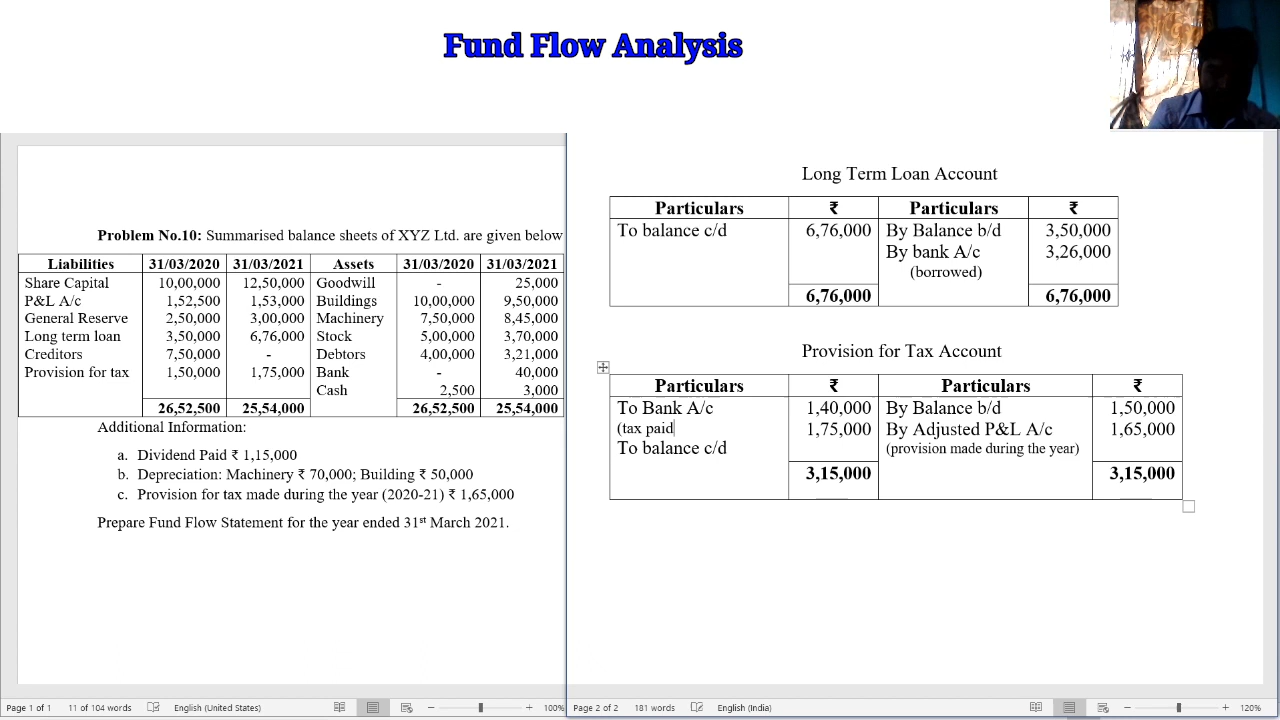 Fund Flow Analysis
Problem No.10: Summarised balance sheets of XYZ Ltd. are given below
Liabilities 31/03/2020 31/03/2021 Assets 31/03/2020 31/03/2021
Share Capital 10,00,000 12,50,000 Goodwill - 25,000
P&L A/c 1,52,500 1,53,000 Buildings 10,00,000 9,50,000
General Reserve 2,50,000 3,00,000 Machinery 7,50,000 8,45,000
Long term loan 3,50,000 6,76,000 Stock 5,00,000 3,70,000
Creditors 7,50,000 - Debtors 4,00,000 3,21,000
Provision for tax 1,50,000 1,75,000 Bank - 40,000
Cash 2,500 3,000
26,52,500 25,54,000 26,52,500 25,54,000
Additional Information:
a. Dividend Paid ₹ 1,15,000
b. Depreciation: Machinery ₹ 70,000; Building ₹ 50,000
c. Provision for tax made during the year (2020-21) ₹ 1,65,000
Prepare Fund Flow Statement for the year ended 31st March 2021.
Long Term Loan Account
Particulars ₹ Particulars ₹
To balance c/d 6,76,000 By Balance b/d 3,50,000
By bank A/c 3,26,000
(borrowed)
6,76,000 6,76,000
Provision for Tax Account
Particulars ₹ Particulars ₹
To Bank A/c 1,40,000 By Balance b/d 1,50,000
(tax paid 1,75,000 By Adjusted P&L A/c 1,65,000
To balance c/d (provision made during the year)
3,15,000 3,15,000
Page 1 of 1 11 of 104 words English (United States) 100%
Page 2 of 2 181 words English (India) 120%